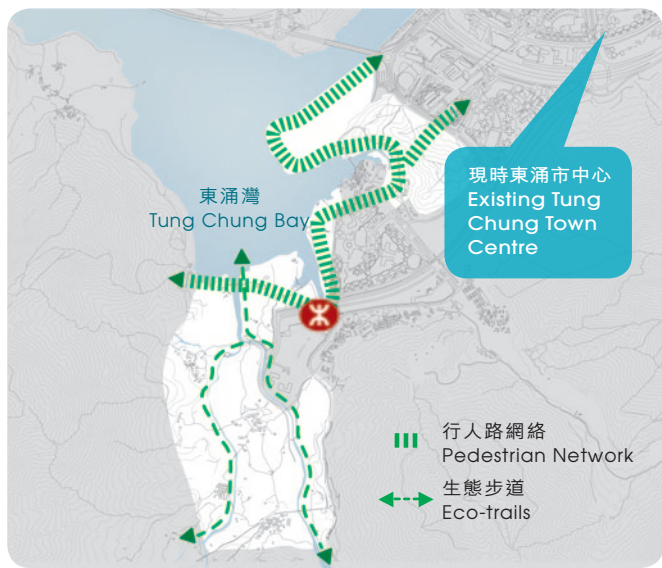 東涌灣
Tung Chung Bay
現時東涌市中心
Existing Tung
Chung Town
Centre
行人路網絡
Pedestrian Network
生態步道
Eco-trails